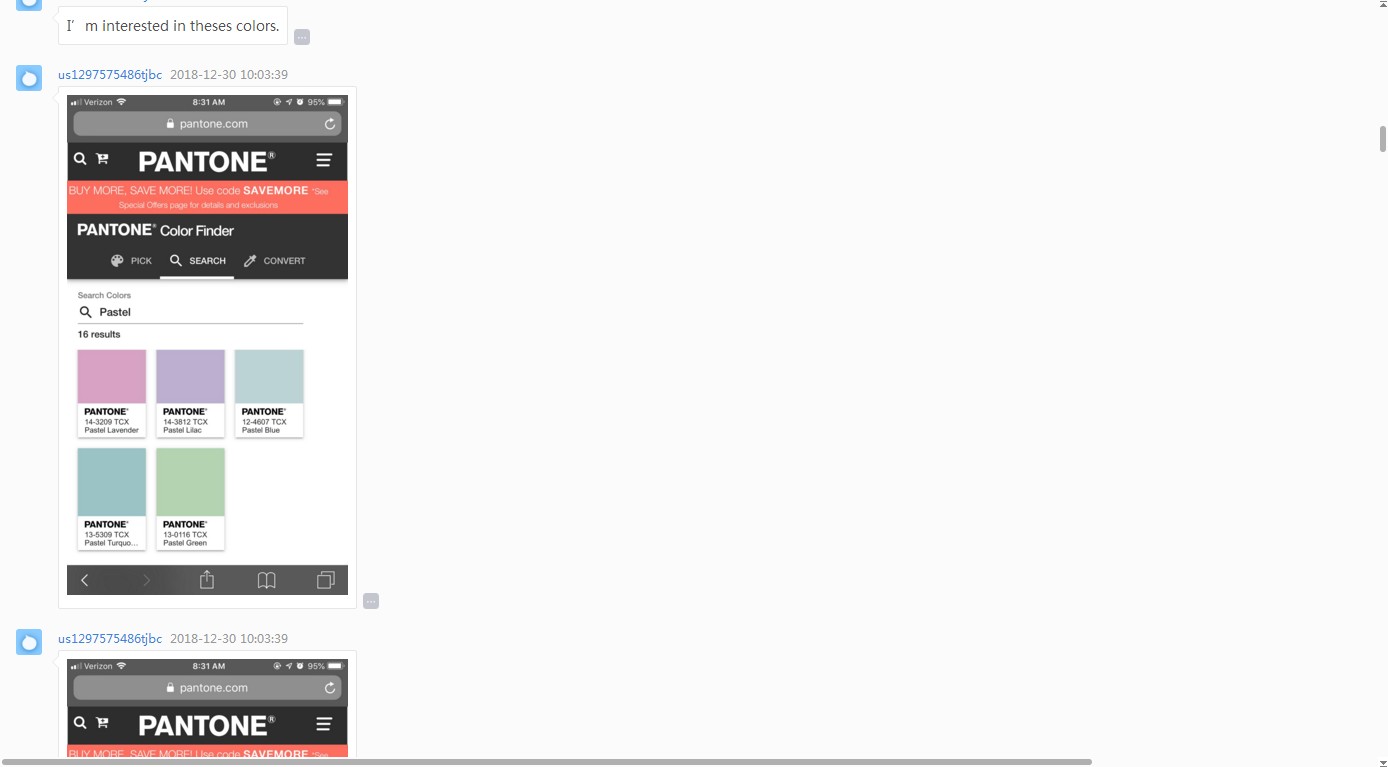 I’ m interested in theses colors.
...
us1297575486tjbc 2018-12-30 10:03:39
Verizon 8:31 AM 95%
pantone.com
PANTONE®
BUY MORE, SAVE MORE! Use code SAVEMORE *See
Special Offers page for details and exclusions
PANTONE® Color Finder
PICK SEARCH CONVERT
Search Colors
Pastel
16 results
PANTONE® PANTONE® PANTONE®
14-3209 TCX 14-3812 TCX 12-4607 TCX
Pastel Lavender Pastel Lilac Pastel Blue
PANTONE® PANTONE®
13-5309 TCX 13-0116 TCX
Pastel Turquo... Pastel Green
...
us1297575486tjbc 2018-12-30 10:03:39
Verizon 8:31 AM 95%
pantone.com
PANTONE®
BUY MORE, SAVE MORE! Use code SAVEMORE *See